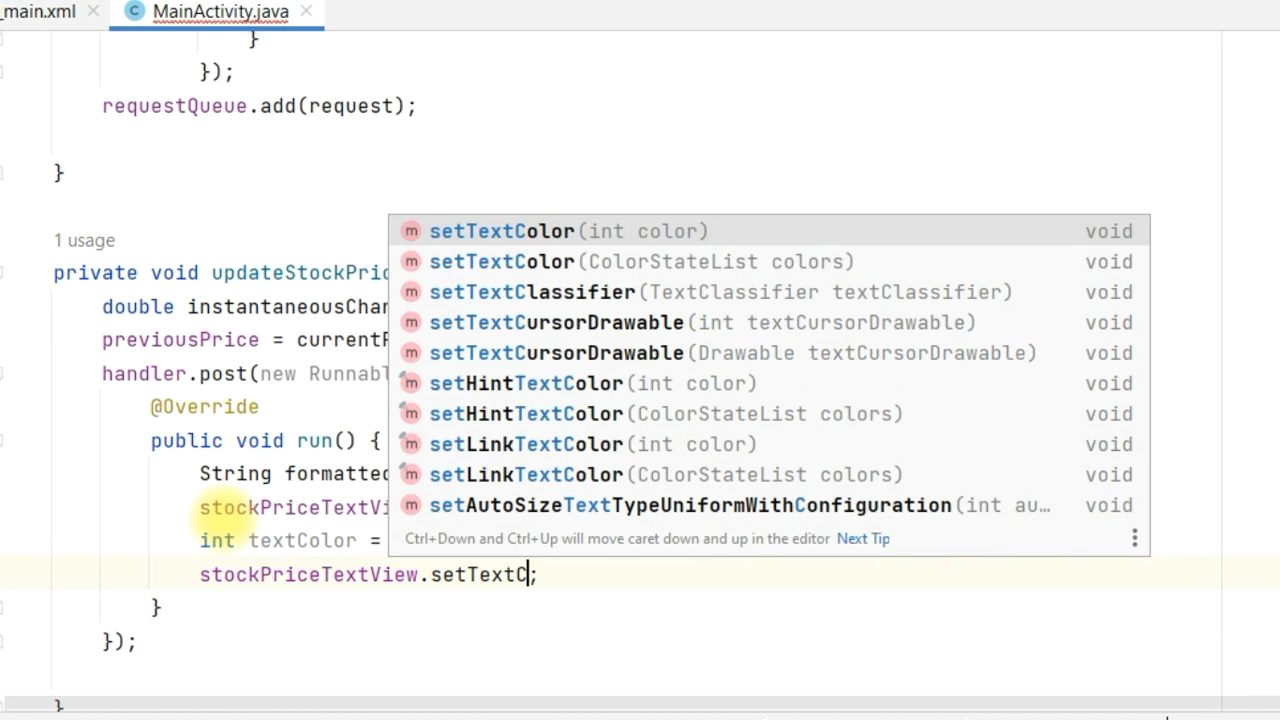 _main.xml
MainActivity.java
}
});
requestQueue.add(request);
}
1 usage
private void updateStockPric
double instantaneousChan
previousPrice = currentP
handler.post(new Runnabl
@Override
public void run() {
String formatted
stockPriceTextVi
int textColor =
stockPriceTextView.setTextC;
}
});
}
m setTextColor(int color) void
m setTextColor(ColorStateList colors) void
m setTextClassifier(TextClassifier textClassifier) void
m setTextCursorDrawable(int textCursorDrawable) void
m setTextCursorDrawable(Drawable textCursorDrawable) void
m setHintTextColor(int color) void
m setHintTextColor(ColorStateList colors) void
m setLinkTextColor(int color) void
m setLinkTextColor(ColorStateList colors) void
m setAutoSizeTextTypeUniformWithConfiguration(int au… void
Ctrl+Down and Ctrl+Up will move caret down and up in the editor Next Tip